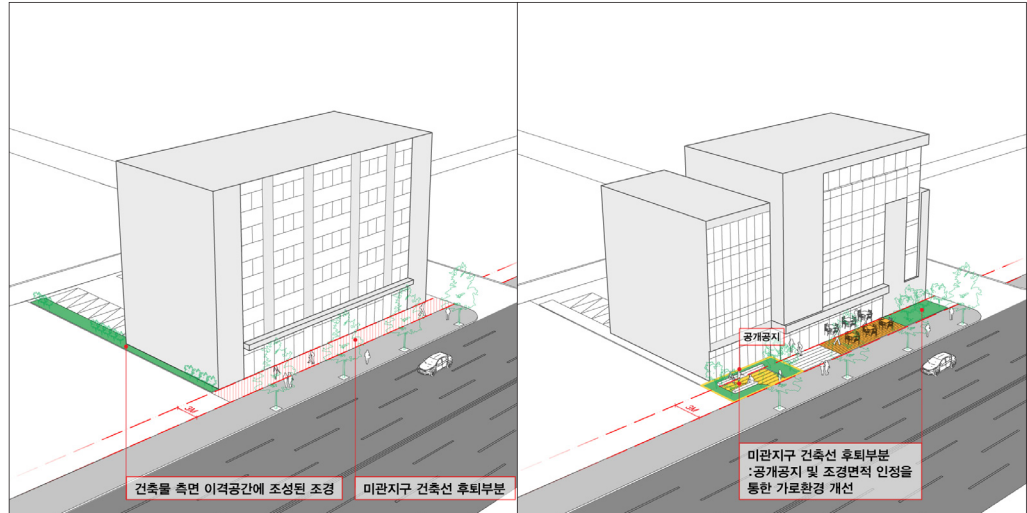 3M
건축물 측면 이격공간에 조성된 조경
미관지구 건축선 후퇴부분
공개공지
3M
미관지구 건축선 후퇴부분
:공개공지 및 조경면적 인정을
통한 가로환경 개선